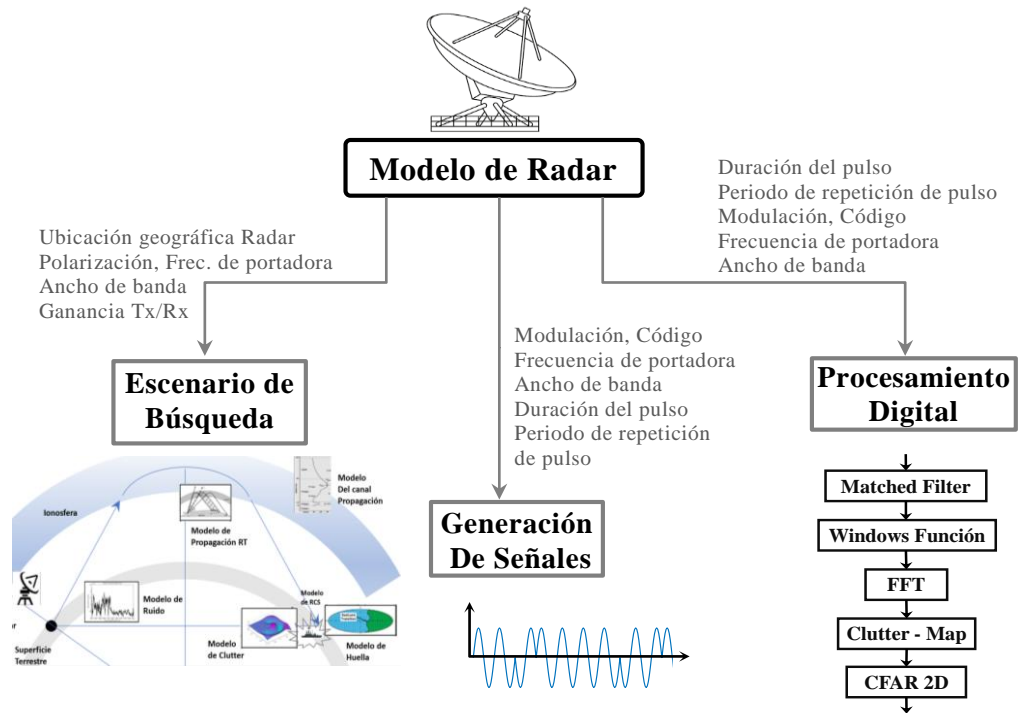 Modelo de Radar
Ubicación geográfica Radar
Polarización, Frec. de portadora
Ancho de banda
Ganancia Tx/Rx
Modulación, Código
Frecuencia de portadora
Ancho de banda
Duración del pulso
Periodo de repetición
de pulso
Duración del pulso
Periodo de repetición de pulso
Modulación, Código
Frecuencia de portadora
Ancho de banda
Escenario de
Búsqueda
Ionosfera
Modelo
Del canal
Propagación
Modelo de
Propagación RT
Modelo de
Ruido
Superficie
Terrestre
Modelo
de Clutter
Modelo
de RCS
Modelo de
Huella
Generación
De Señales
Procesamiento
Digital
Matched Filter
Windows Función
FFT
Clutter - Map
CFAR 2D